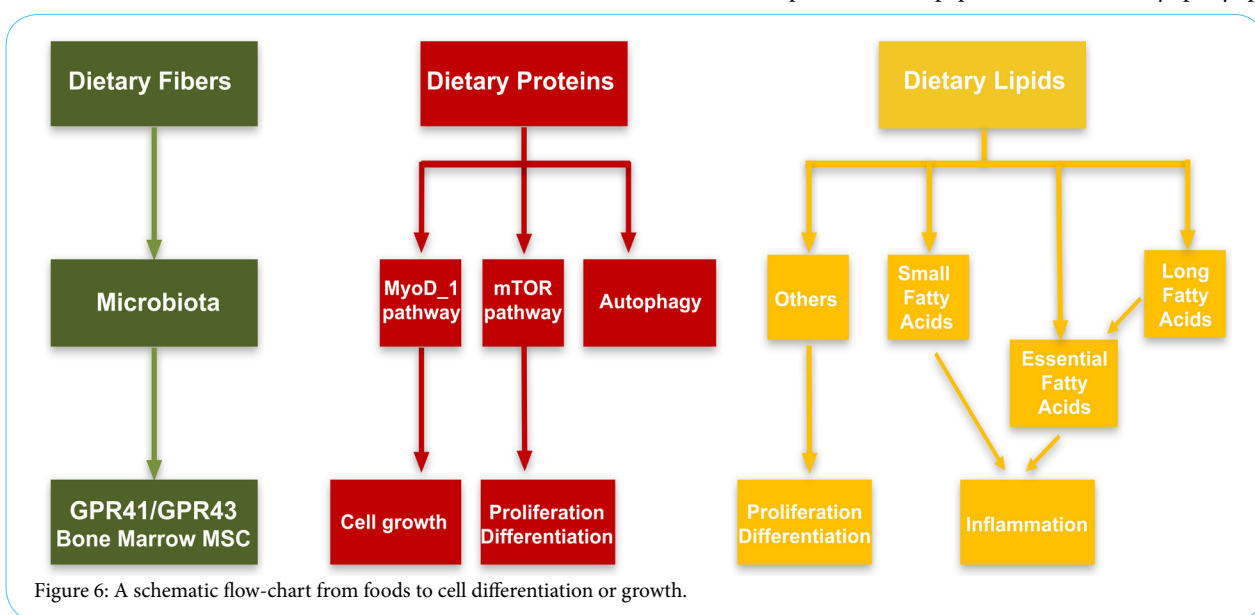 Dietary Fibers
Microbiota
GPR41/GPR43
Bone Marrow MSC
Dietary Proteins
MyoD_1
pathway
mTOR
pathway
Autophagy
Cell growth
Proliferation
Differentiation
Dietary Lipids
Others
Small
Fatty
Acids
Essential
Fatty
Acids
Long
Fatty
Acids
Proliferation
Differentiation
Inflammation
Figure 6: A schematic flow-chart from foods to cell differentiation or growth.